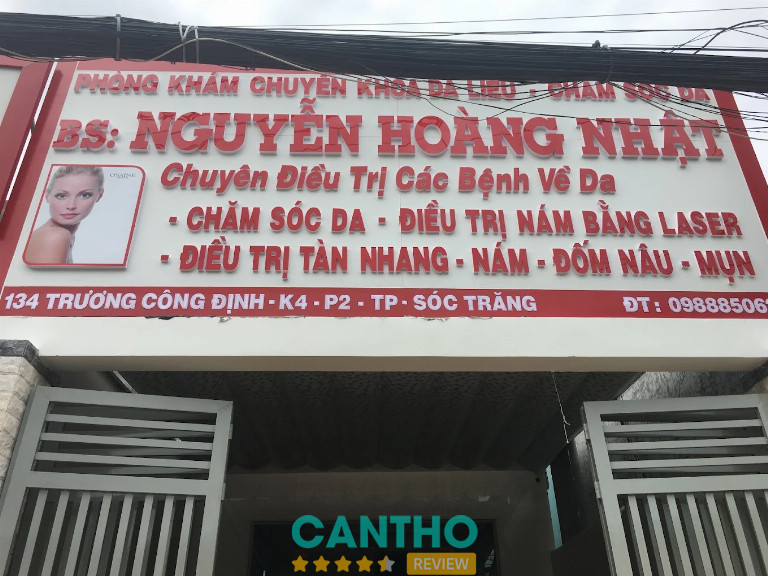 PHÒNG KHÁM CHUYÊN KHOA DA LIỄU - CHĂM SÓC DA
BS: NGUYỄN HOÀNG NHẬT
Chuyên Điều Trị Các Bệnh Về Da
- CHĂM SÓC DA - ĐIỀU TRỊ NÁM BẰNG LASER
- ĐIỀU TRỊ TÀN NHANG - NÁM - ĐỐM NÂU - MỤN
134 TRƯƠNG CÔNG ĐỊNH - K4 - P2 - TP - SÓC TRĂNG ĐT : 09888506
CANTHO
REVIEW